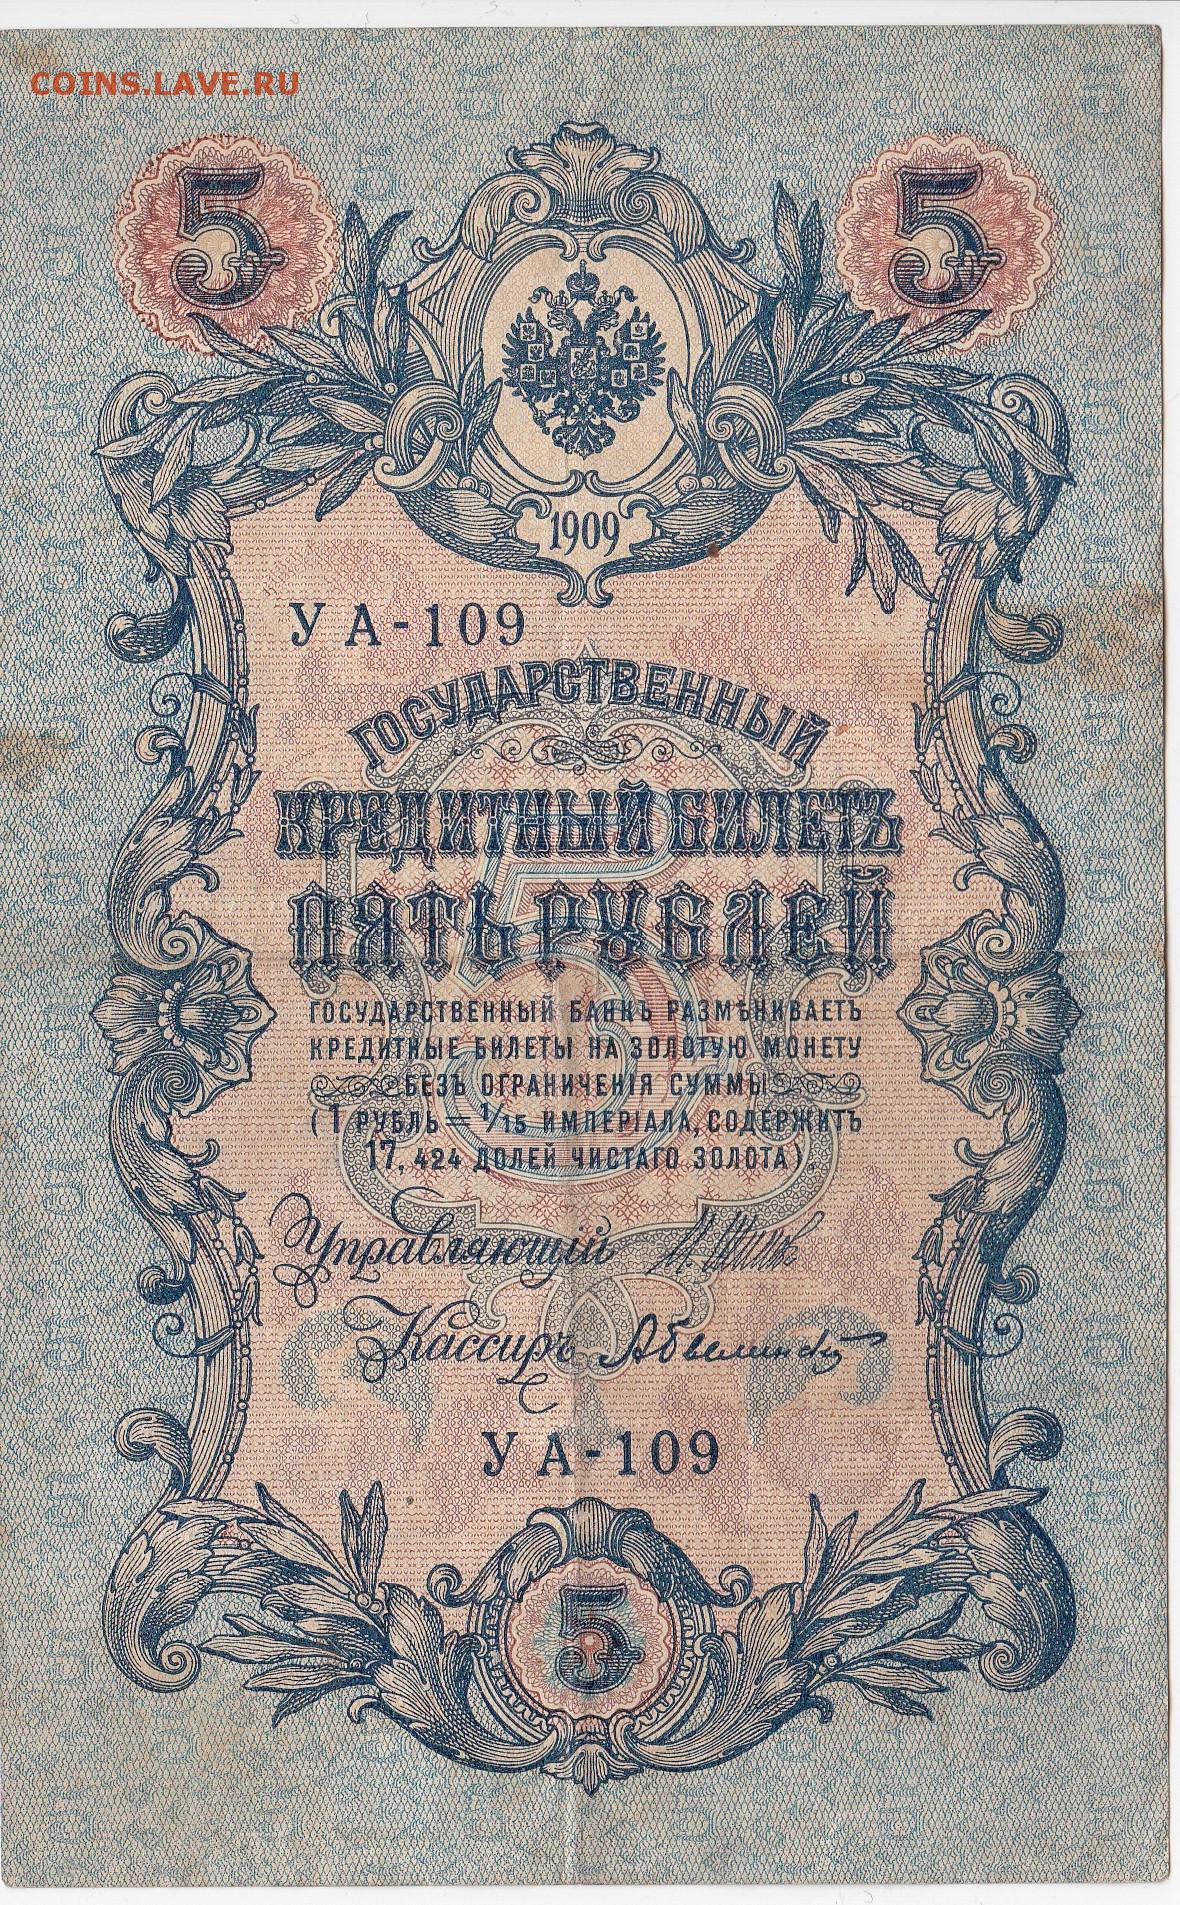 COINS.LAVE.RU
5 5
1909
УА-109
ГОСУДАРСТВЕННЫЙ
КРЕДИТНЫЙ БИЛЕТЪ
ПЯТЬ РУБЛЕЙ
ГОСУДАРСТВЕННЫЙ БАНКЪ РАЗМѢНИВАЕТЪ
КРЕДИТНЫЕ БИЛЕТЫ НА ЗОЛОТУЮ МОНЕТУ
БЕЗЪ ОГРАНИЧЕНІЯ СУММЫ
(1 РУБЛЬ = 1/15 ИМПЕРІАЛА, СОДЕРЖИТЪ
17,424 ДОЛЕЙ ЧИСТАГО ЗОЛОТА).
Управляющій
Кассиръ
УА-109
5